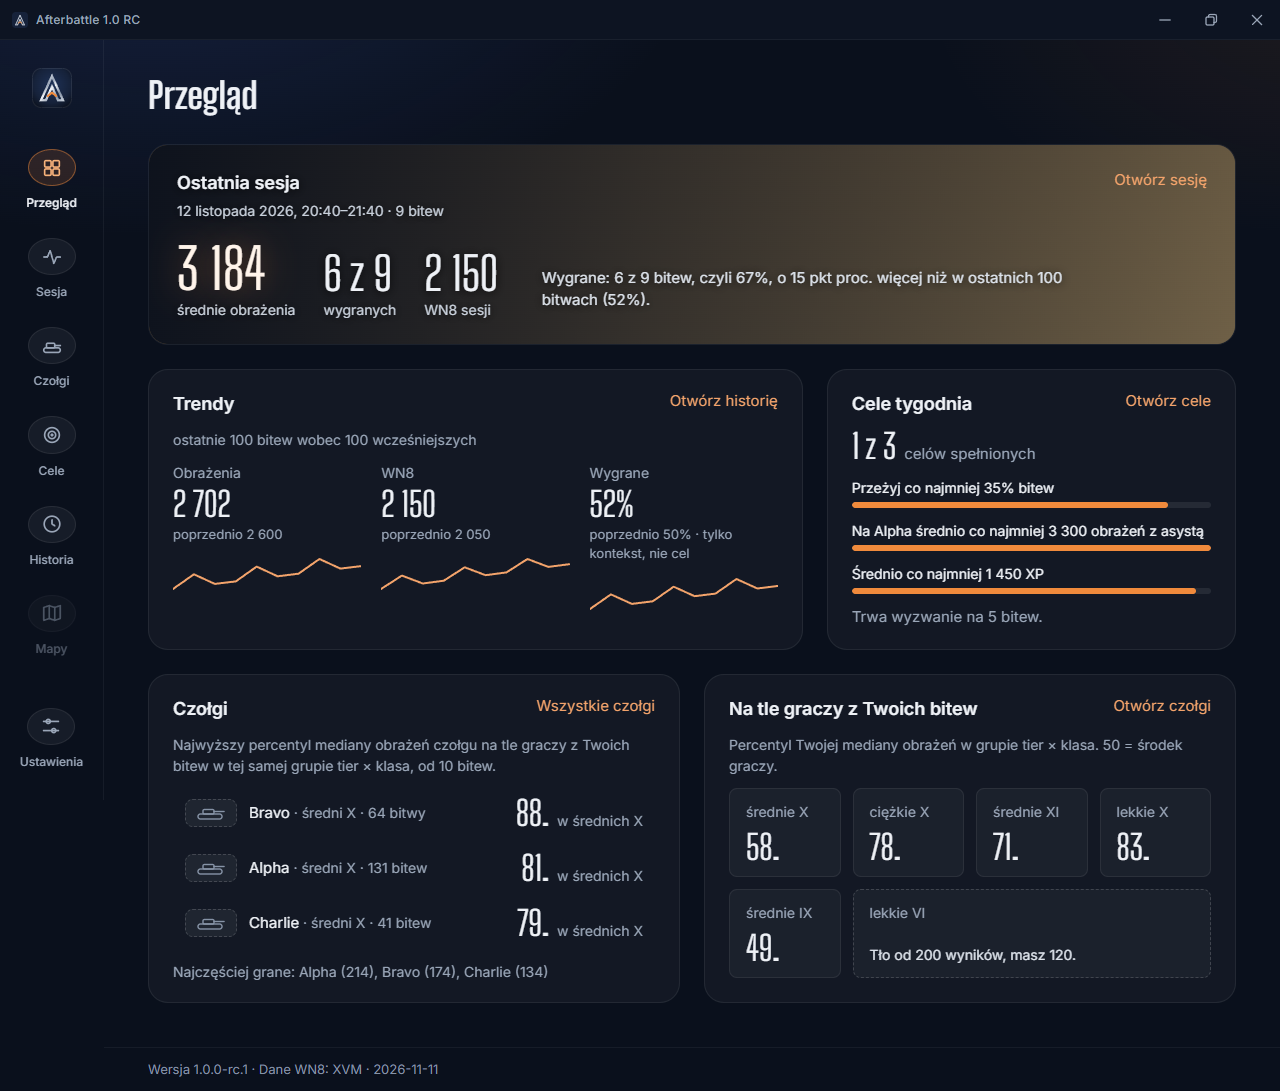 Afterbattle 1.0 RC
Przegląd
Sesja
Czołgi
Cele
Historia
Mapy
Ustawienia
Przegląd
Ostatnia sesja
Otwórz sesję
12 listopada 2026, 20:40–21:40 · 9 bitew
3 184
średnie obrażenia
6 z 9
wygranych
2 150
WN8 sesji
Wygrane: 6 z 9 bitew, czyli 67%, o 15 pkt proc. więcej niż w ostatnich 100
bitwach (52%).
Trendy
Otwórz historię
ostatnie 100 bitew wobec 100 wcześniejszych
Obrażenia
2 702
poprzednio 2 600
WN8
2 150
poprzednio 2 050
Wygrane
52%
poprzednio 50% · tylko
kontekst, nie cel
Cele tygodnia
Otwórz cele
1 z 3 celów spełnionych
Przeżyj co najmniej 35% bitew
Na Alpha średnio co najmniej 3 300 obrażeń z asystą
Średnio co najmniej 1 450 XP
Trwa wyzwanie na 5 bitew.
Czołgi
Wszystkie czołgi
Najwyższy percentyl mediany obrażeń czołgu na tle graczy z Twoich
bitew w tej samej grupie tier × klasa, od 10 bitew.
Bravo · średni X · 64 bitwy
88. w średnich X
Alpha · średni X · 131 bitew
81. w średnich X
Charlie · średni X · 41 bitew
79. w średnich X
Najczęściej grane: Alpha (214), Bravo (174), Charlie (134)
Na tle graczy z Twoich bitew
Otwórz czołgi
Percentyl Twojej mediany obrażeń w grupie tier × klasa. 50 = środek
graczy.
średnie X
58.
ciężkie X
78.
średnie XI
71.
lekkie X
83.
średnie IX
49.
lekkie VI
Tło od 200 wyników, masz 120.
Wersja 1.0.0-rc.1 · Dane WN8: XVM · 2026-11-11